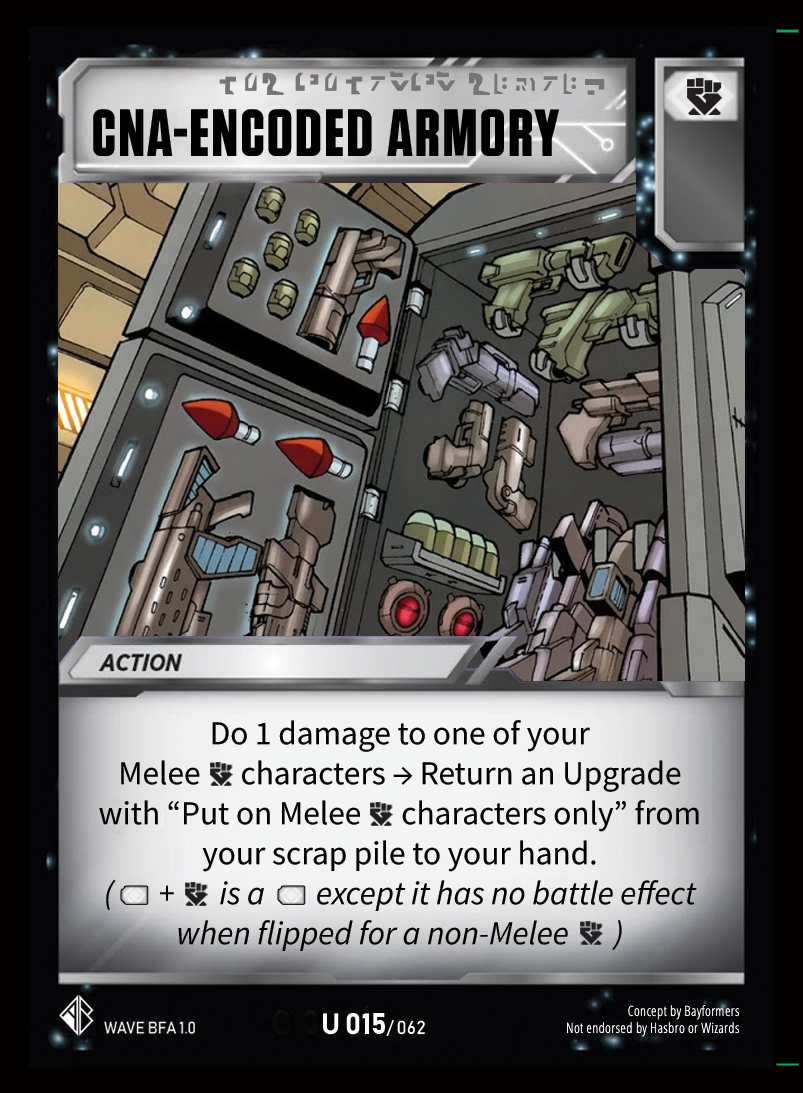 CNA-ENCODED ARMORY
ACTION
Do 1 damage to one of your
Melee characters → Return an Upgrade
with “Put on Melee characters only” from
your scrap pile to your hand.
( + is a except it has no battle effect
when flipped for a non-Melee )
WAVE BFA 1.0
U 015/062
Concept by Bayformers
Not endorsed by Hasbro or Wizards